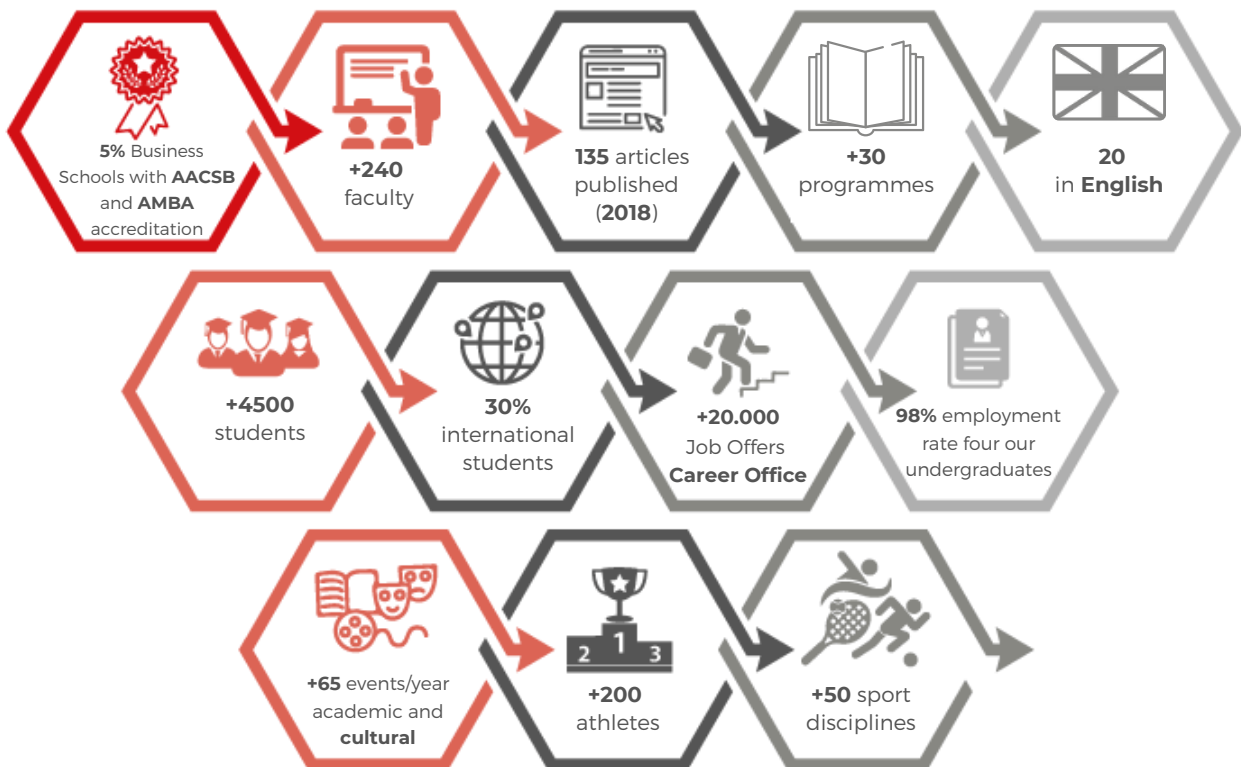 5% Business
Schools with AACSB
and AMBA
accreditation
+240
faculty
135 articles
published
(2018)
+30
programmes
20
in English
+4500
students
30%
international
students
+20.000
Job Offers
Career Office
98% employment
rate four our
undergraduates
+65 events/year
academic and
cultural
2 1 3
+200
athletes
+50 sport
disciplines